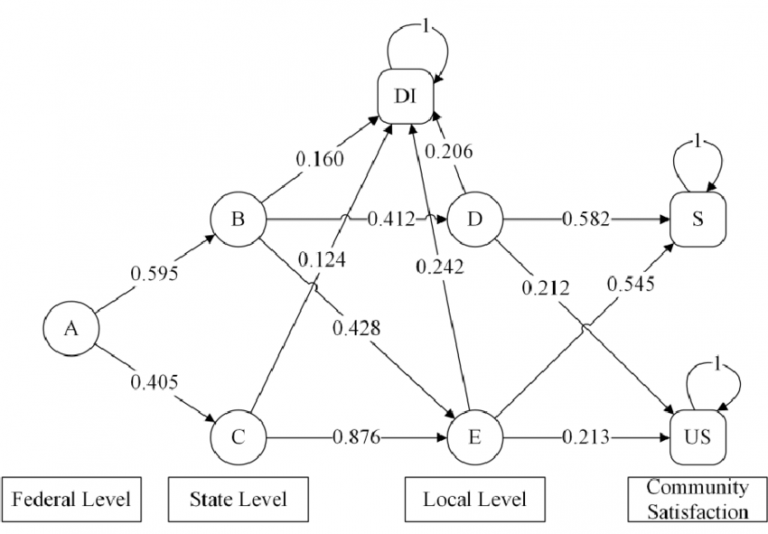 1
DI
0.160
0.206
1
B
0.412
D
0.582
S
0.595
0.124
0.242
0.212
0.545
A
0.428
0.405
1
C
0.876
E
0.213
US
Federal Level
State Level
Local Level
Community
Satisfaction